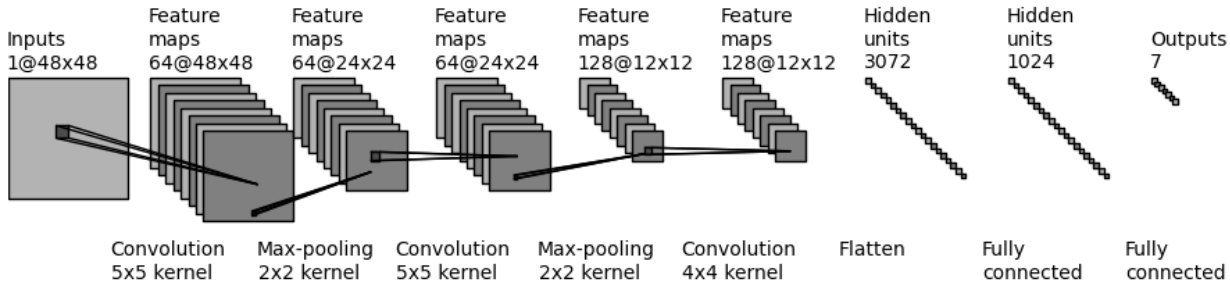 Inputs
1@48x48
Feature
maps
64@48x48
Feature
maps
64@24x24
Feature
maps
64@24x24
Feature
maps
128@12x12
Feature
maps
128@12x12
Hidden
units
3072
Hidden
units
1024
Outputs
7
Convolution
5x5 kernel
Max-pooling
2x2 kernel
Convolution
5x5 kernel
Max-pooling
2x2 kernel
Convolution
4x4 kernel
Flatten
Fully
connected
Fully
connected